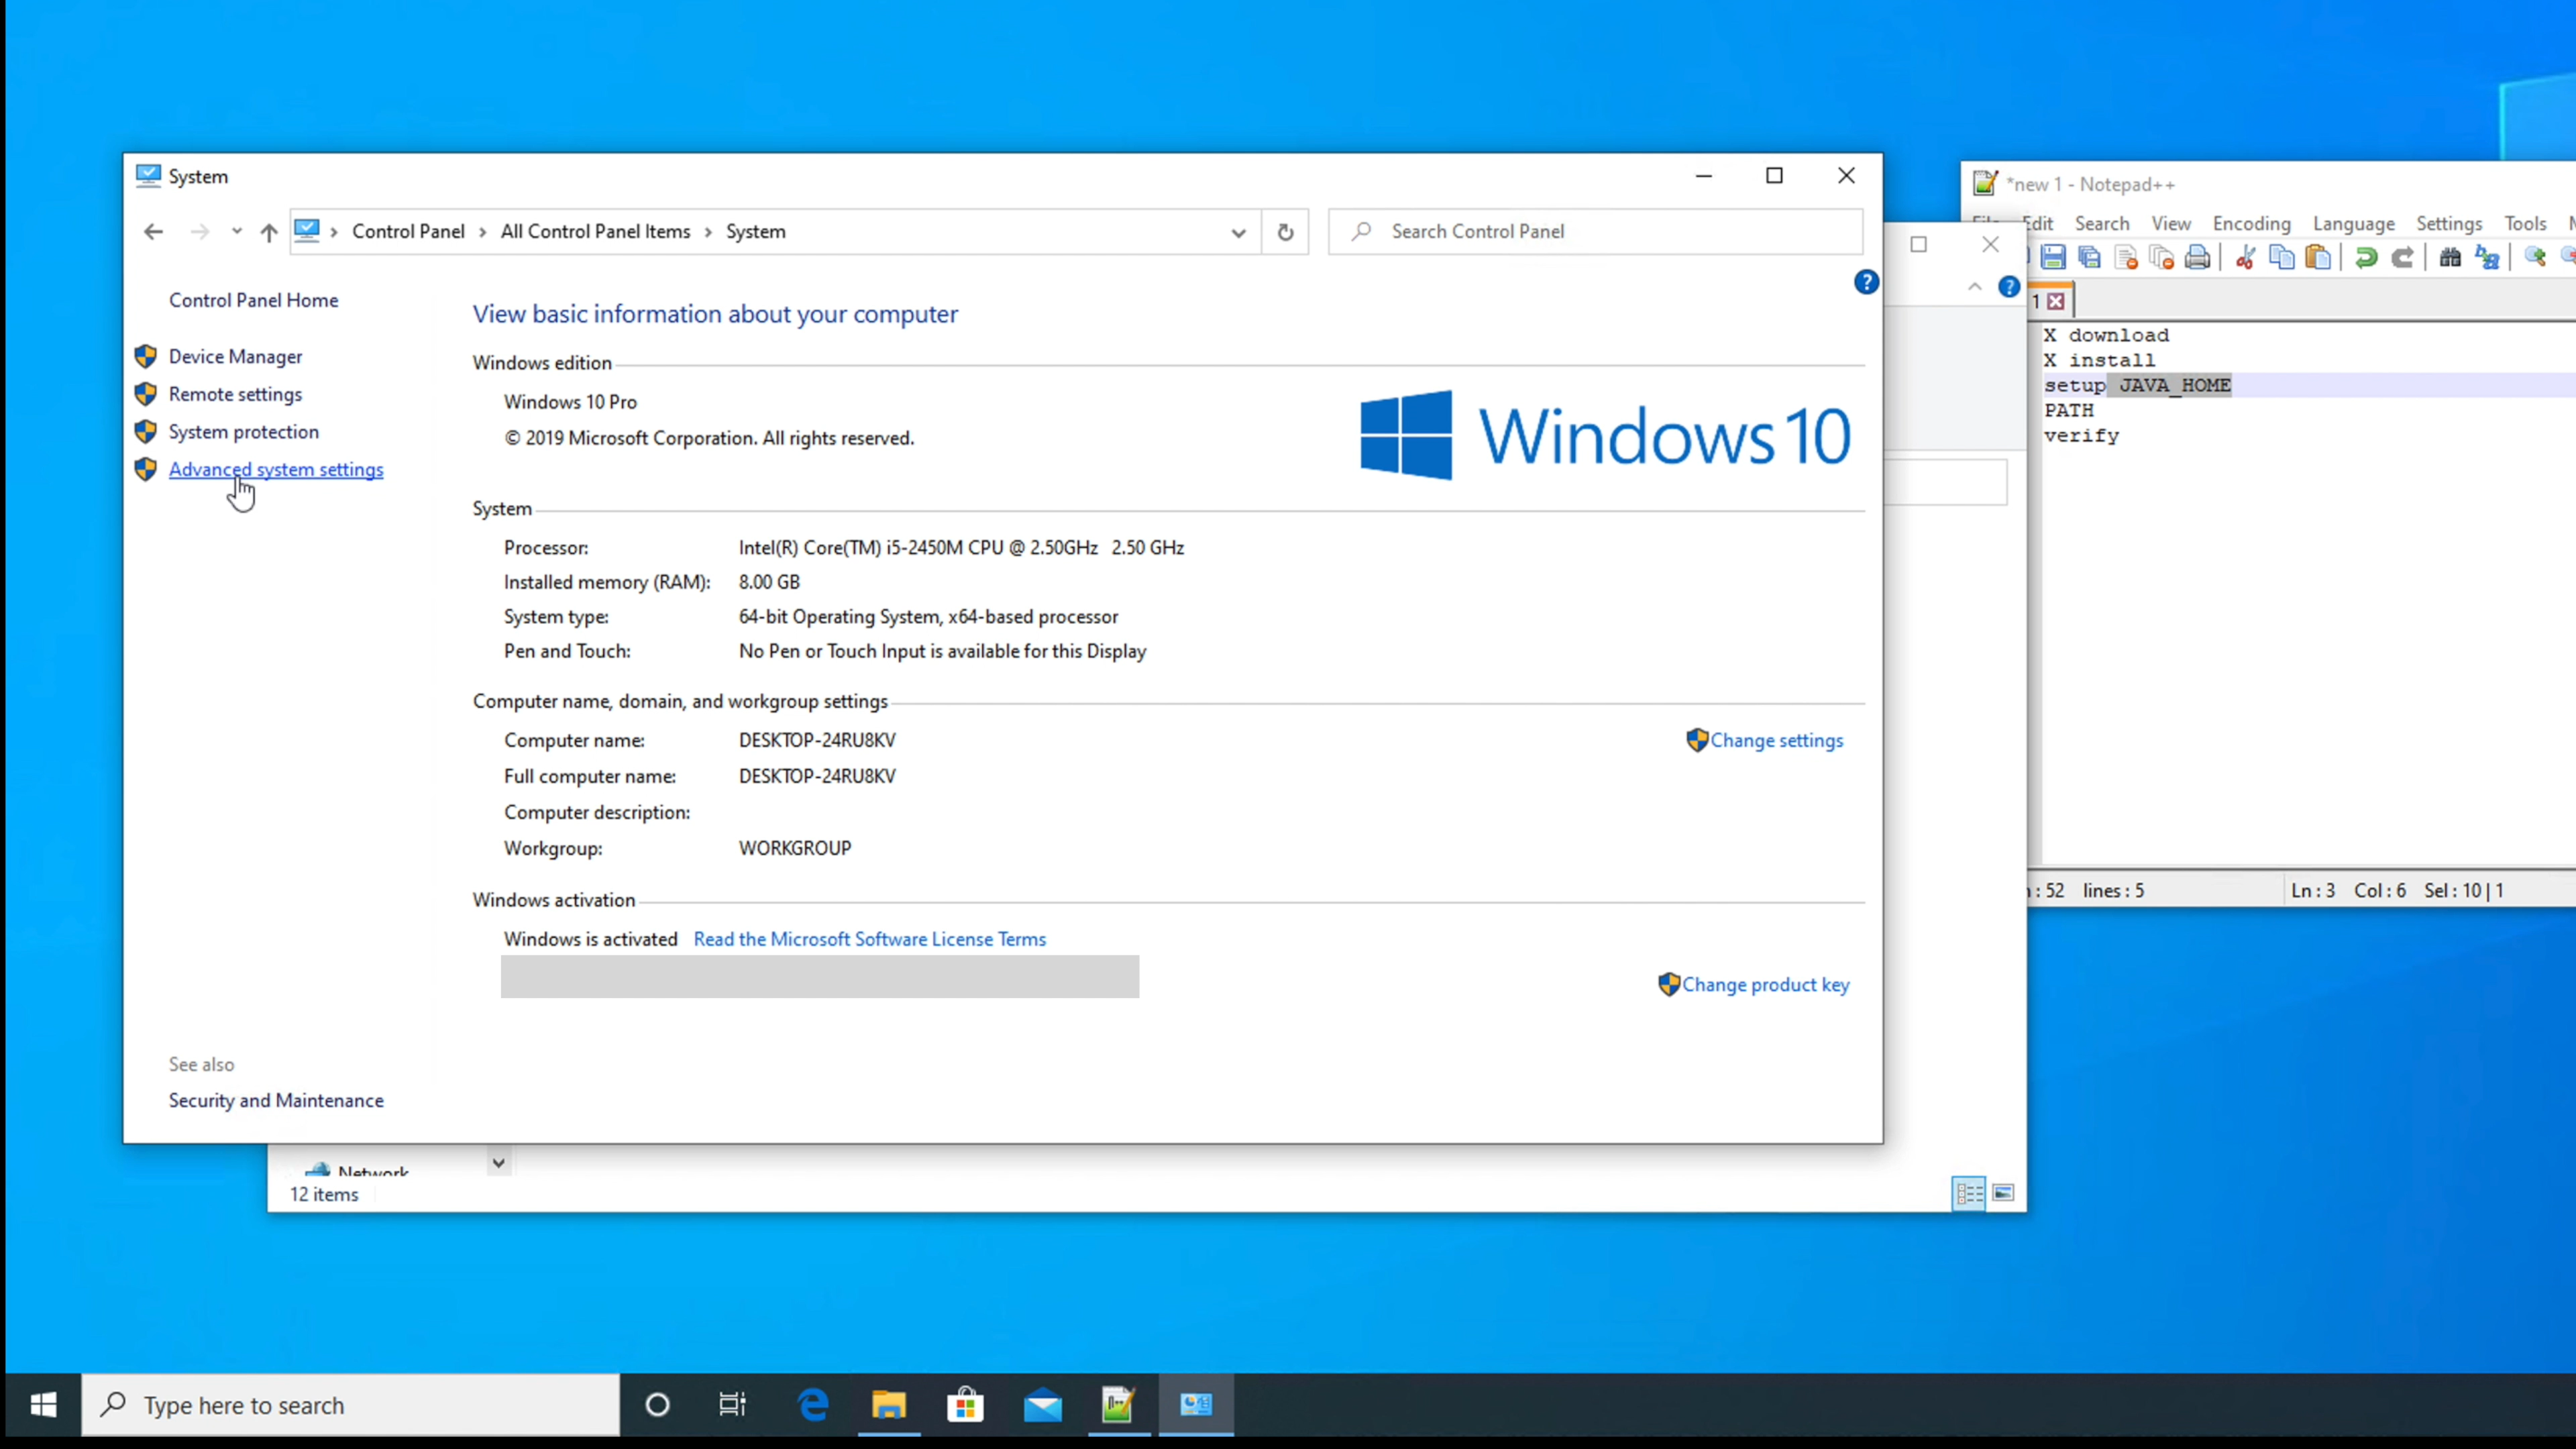 System
Control Panel
All Control Panel Items
System
Search Control Panel
Control Panel Home
Device Manager
Remote settings
System protection
Advanced system settings
View basic information about your computer
Windows edition
Windows 10 Pro
© 2019 Microsoft Corporation. All rights reserved.
Windows 10
System
Processor: Intel(R) Core(TM) i5-2450M CPU @ 2.50GHz 2.50 GHz
Installed memory (RAM): 8.00 GB
System type: 64-bit Operating System, x64-based processor
Pen and Touch: No Pen or Touch Input is available for this Display
Computer name, domain, and workgroup settings
Computer name: DESKTOP-24RU8KV
Change settings
Full computer name: DESKTOP-24RU8KV
Computer description:
Workgroup: WORKGROUP
Windows activation
Windows is activated Read the Microsoft Software License Terms
Change product key
See also
Security and Maintenance
Network
12 items
*new 1 - Notepad++
File Edit Search View Encoding Language Settings Tools
1
X download
X install
setup JAVA_HOME
PATH
verify
: 52 lines : 5 Ln : 3 Col : 6 Sel : 10 | 1
Type here to search